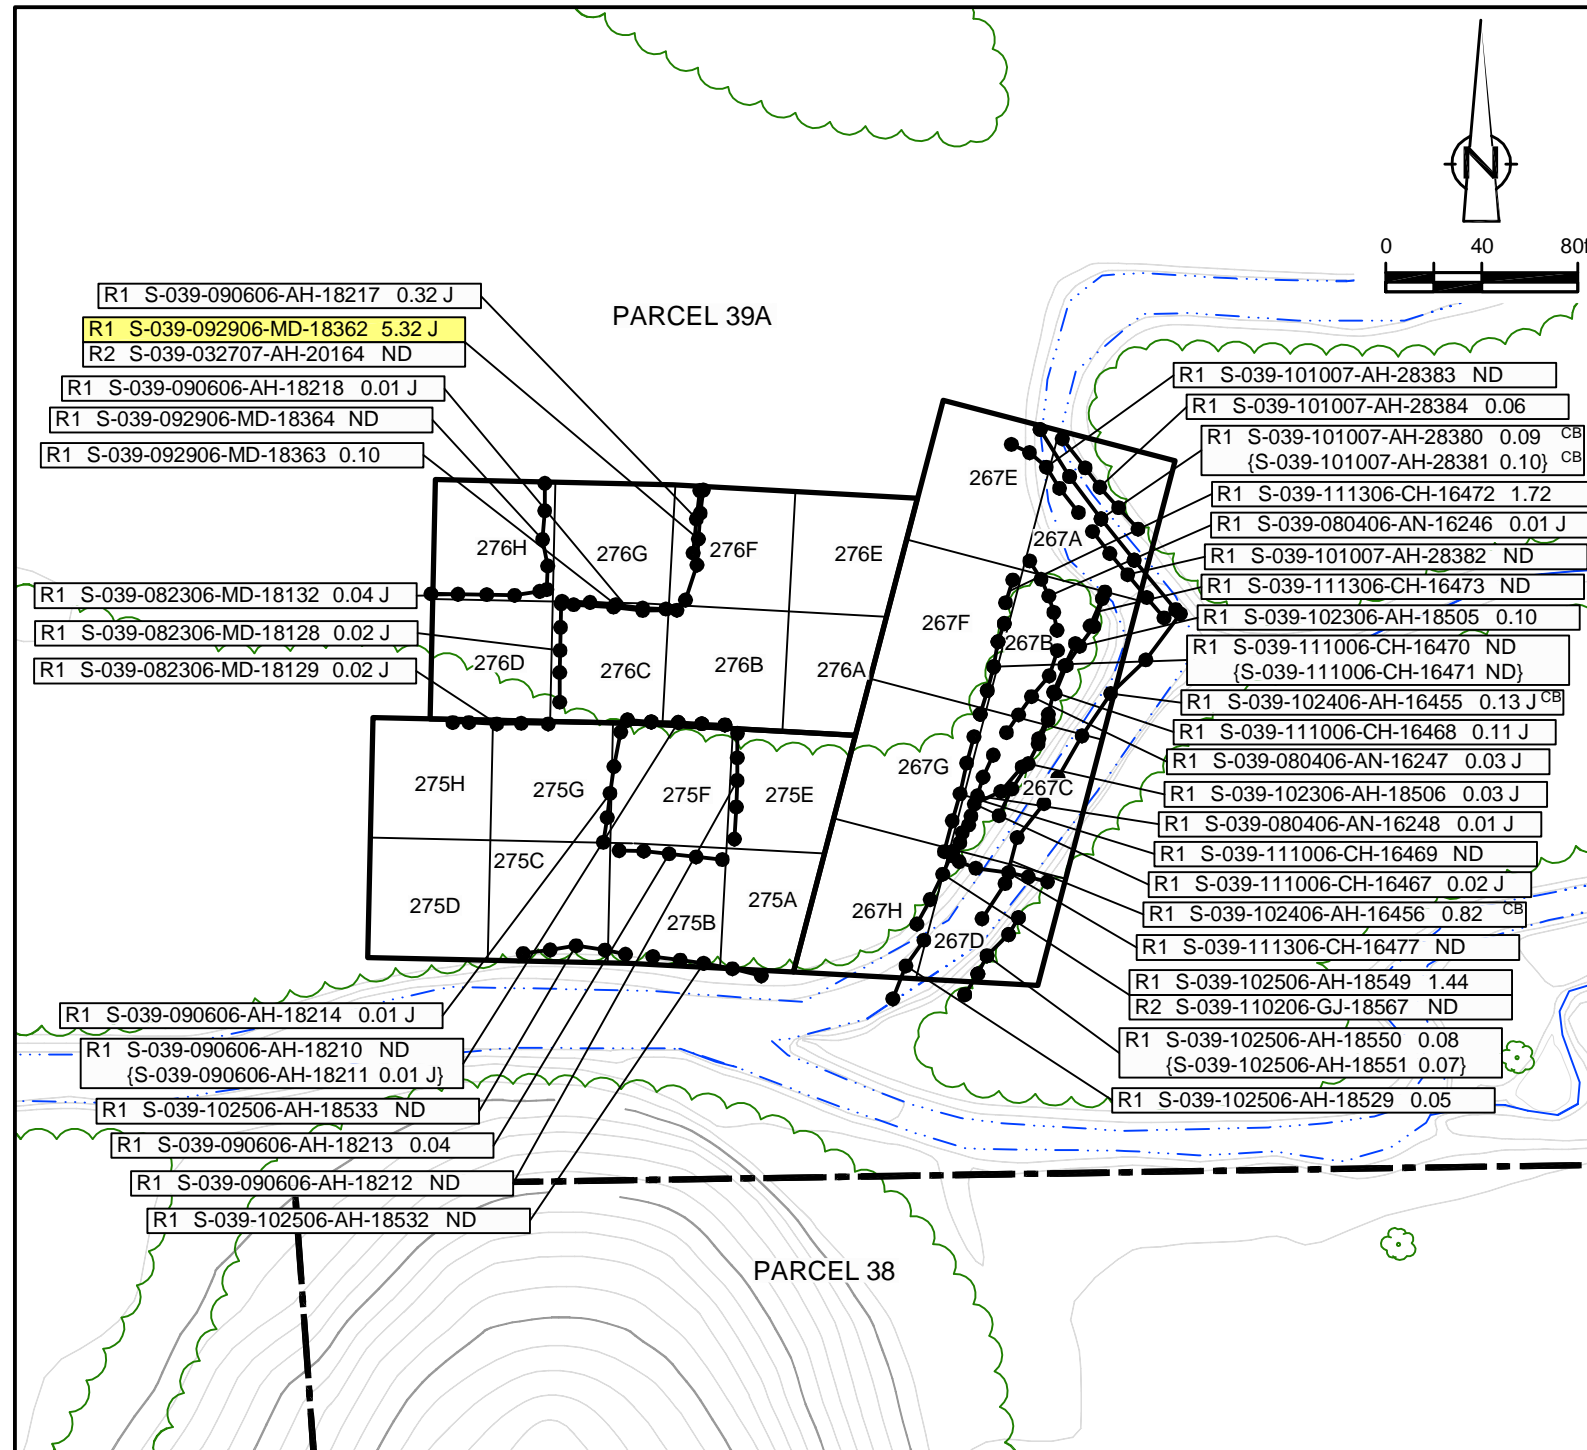 N
0 40 80f
PARCEL 39A
R1 S-039-090606-AH-18217 0.32 J
R1 S-039-092906-MD-18362 5.32 J
R2 S-039-032707-AH-20164 ND
R1 S-039-090606-AH-18218 0.01 J
R1 S-039-092906-MD-18364 ND
R1 S-039-092906-MD-18363 0.10
R1 S-039-082306-MD-18132 0.04 J
R1 S-039-082306-MD-18128 0.02 J
R1 S-039-082306-MD-18129 0.02 J
276H
276G
276F
276E
276D
276C
276B
276A
275H
275G
275F
275E
275D
275C
275B
275A
267E
267A
267F
267B
267G
267C
267H
267D
R1 S-039-101007-AH-28383 ND
R1 S-039-101007-AH-28384 0.06
R1 S-039-101007-AH-28380 0.09 CB
{S-039-101007-AH-28381 0.10} CB
R1 S-039-111306-CH-16472 1.72
R1 S-039-080406-AN-16246 0.01 J
R1 S-039-101007-AH-28382 ND
R1 S-039-111306-CH-16473 ND
R1 S-039-102306-AH-18505 0.10
R1 S-039-111006-CH-16470 ND
{S-039-111006-CH-16471 ND}
R1 S-039-102406-AH-16455 0.13 J CB
R1 S-039-111006-CH-16468 0.11 J
R1 S-039-080406-AN-16247 0.03 J
R1 S-039-102306-AH-18506 0.03 J
R1 S-039-080406-AN-16248 0.01 J
R1 S-039-111006-CH-16469 ND
R1 S-039-111006-CH-16467 0.02 J
R1 S-039-102406-AH-16456 0.82 CB
R1 S-039-111306-CH-16477 ND
R1 S-039-102506-AH-18549 1.44
R2 S-039-110206-GJ-18567 ND
R1 S-039-102506-AH-18550 0.08
{S-039-102506-AH-18551 0.07}
R1 S-039-102506-AH-18529 0.05
R1 S-039-090606-AH-18214 0.01 J
R1 S-039-090606-AH-18210 ND
{S-039-090606-AH-18211 0.01 J}
R1 S-039-102506-AH-18533 ND
R1 S-039-090606-AH-18213 0.04
R1 S-039-090606-AH-18212 ND
R1 S-039-102506-AH-18532 ND
PARCEL 38